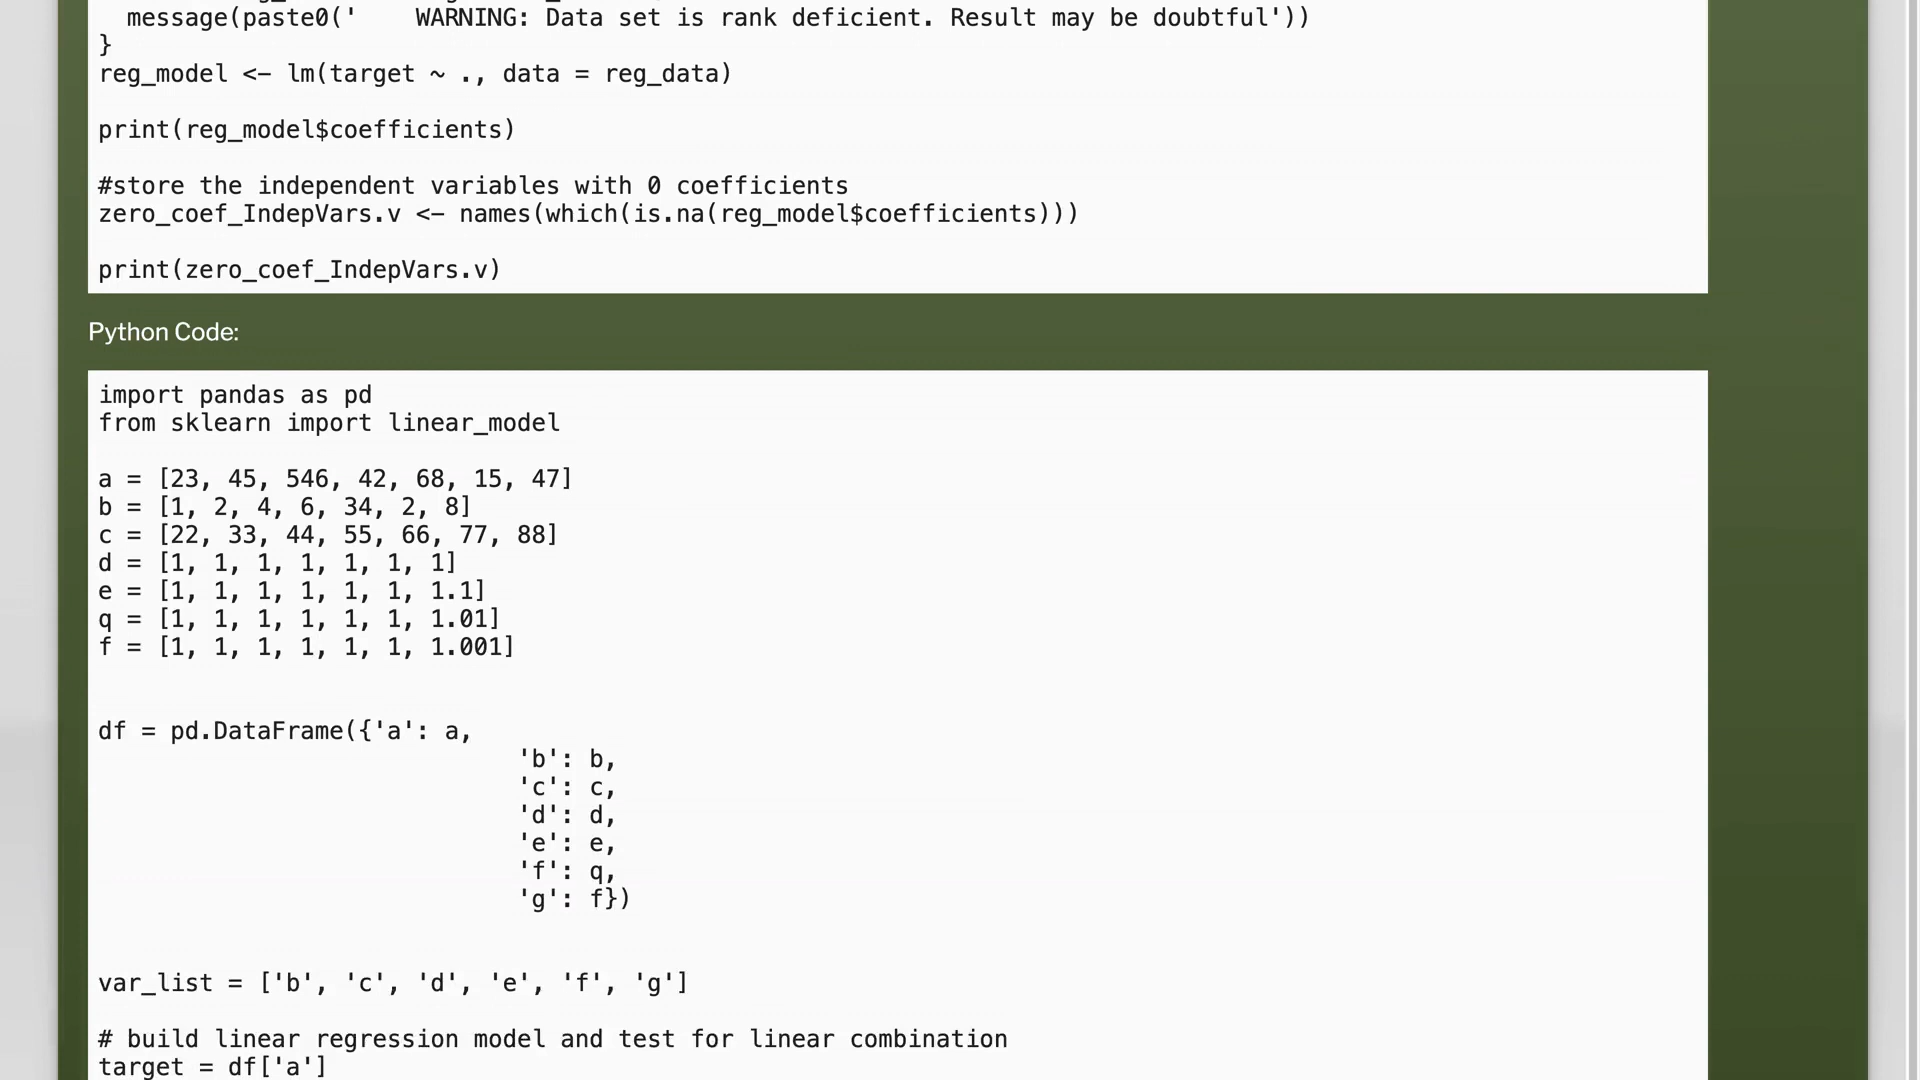 message(paste0('    WARNING: Data set is rank deficient. Result may be doubtful'))
}
reg_model <- lm(target ~ ., data = reg_data)
print(reg_model$coefficients)
#store the independent variables with 0 coefficients
zero_coef_IndepVars.v <- names(which(is.na(reg_model$coefficients)))
print(zero_coef_IndepVars.v)
Python Code:
import pandas as pd
from sklearn import linear_model
a = [23, 45, 546, 42, 68, 15, 47]
b = [1, 2, 4, 6, 34, 2, 8]
c = [22, 33, 44, 55, 66, 77, 88]
d = [1, 1, 1, 1, 1, 1, 1]
e = [1, 1, 1, 1, 1, 1, 1.1]
q = [1, 1, 1, 1, 1, 1, 1.01]
f = [1, 1, 1, 1, 1, 1, 1.001]
df = pd.DataFrame({'a': a,
'b': b,
'c': c,
'd': d,
'e': e,
'f': q,
'g': f})
var_list = ['b', 'c', 'd', 'e', 'f', 'g']
# build linear regression model and test for linear combination
target = df['a']